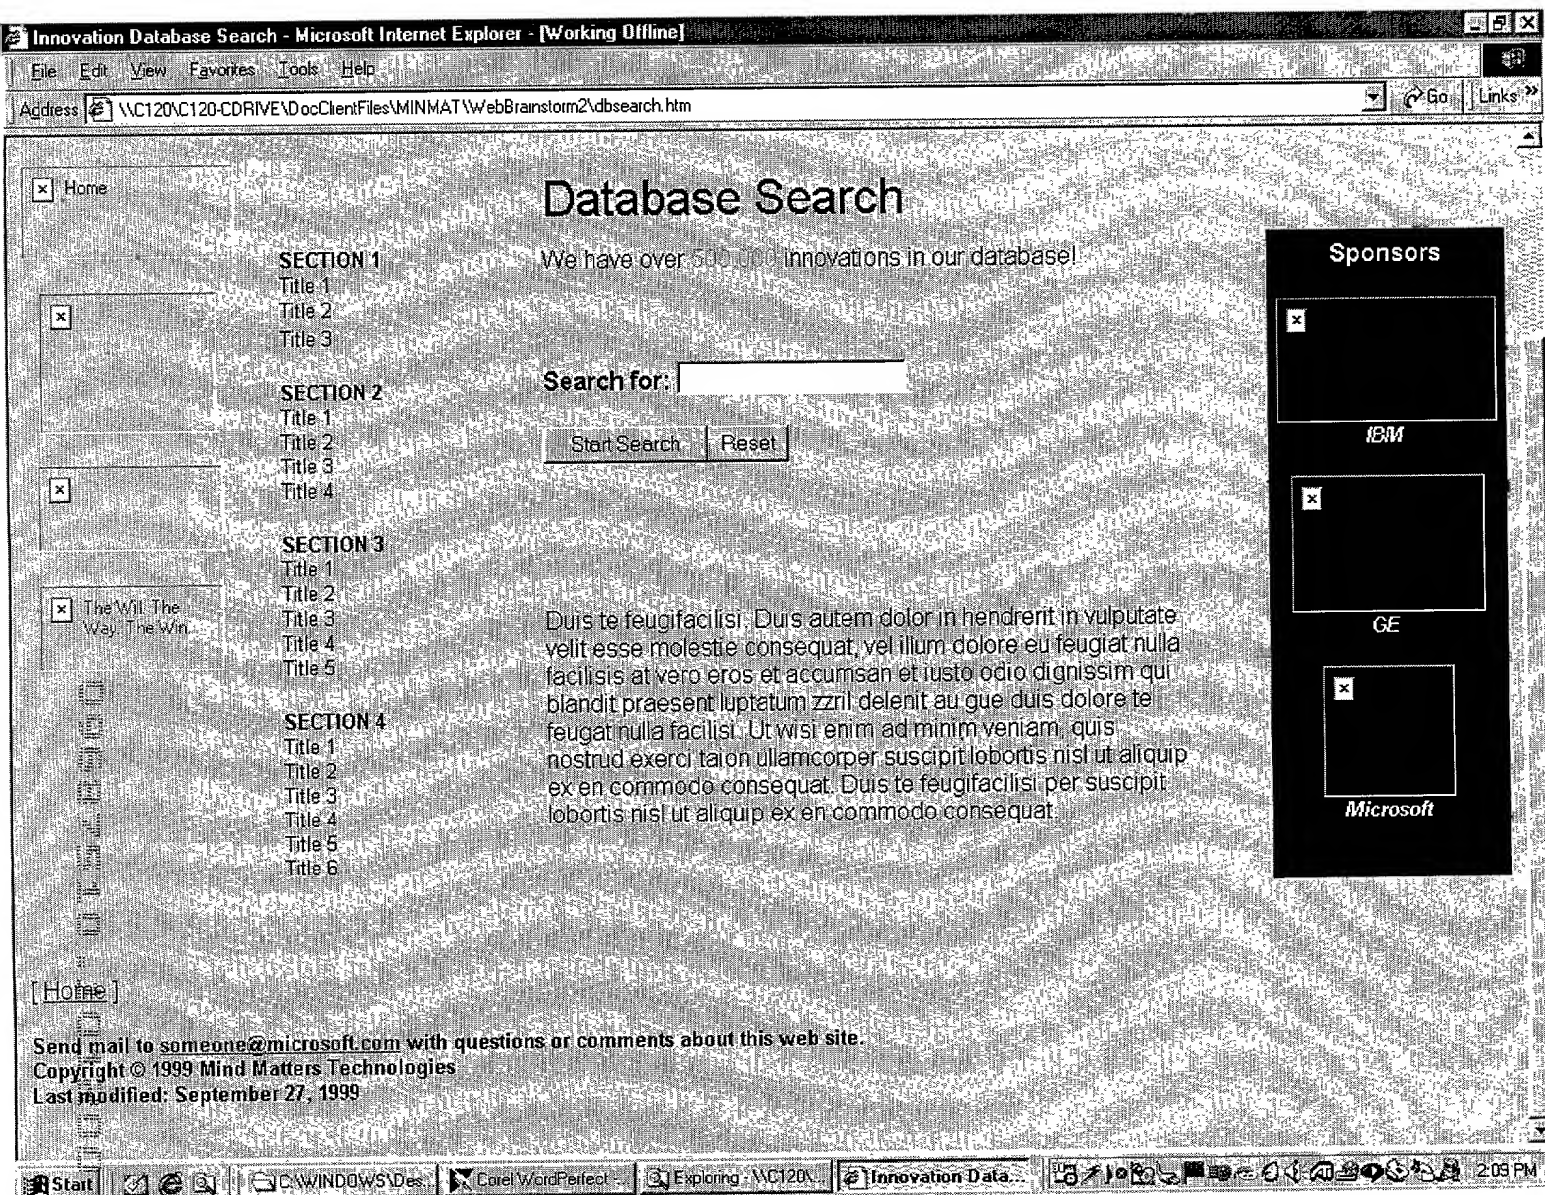 Innovation Database Search - Microsoft Internet Explorer - [Working Offline]
File Edit View Favorites Tools Help
Address \\C120\C120-CDRIVE\DocClientFiles\MINMAT\WebBrainstorm2\dbsearch.htm Go Links »
Home
Database Search
We have over 500,000 innovations in our database!
SECTION 1
Title 1
Title 2
Title 3
SECTION 2
Title 1
Title 2
Title 3
Title 4
SECTION 3
Title 1
Title 2
Title 3
Title 4
Title 5
SECTION 4
Title 1
Title 2
Title 3
Title 4
Title 5
Title 6
The Will. The
Way. The Win.
Search for:
Start Search Reset
Duis te feugifacilisi. Duis autem dolor in hendrerit in vulputate
velit esse molestie consequat, vel illum dolore eu feugiat nulla
facilisis at vero eros et accumsan et iusto odio dignissim qui
blandit praesent luptatum zzril delenit au gue duis dolore te
feugat nulla facilisi. Ut wisi enim ad minim veniam, quis
nostrud exerci taion ullamcorper suscipit lobortis nisl ut aliquip
ex en commodo consequat. Duis te feugifacilisi per suscipit
lobortis nisl ut aliquip ex en commodo consequat.
Sponsors
IBM
GE
Microsoft
[ Home ]
Send mail to someone@microsoft.com with questions or comments about this web site.
Copyright © 1999 Mind Matters Technologies
Last modified: September 27, 1999
Start C:\WINDOWS\Des... Corel WordPerfect -... Exploring - \\C120\... Innovation Data... 2:03 PM